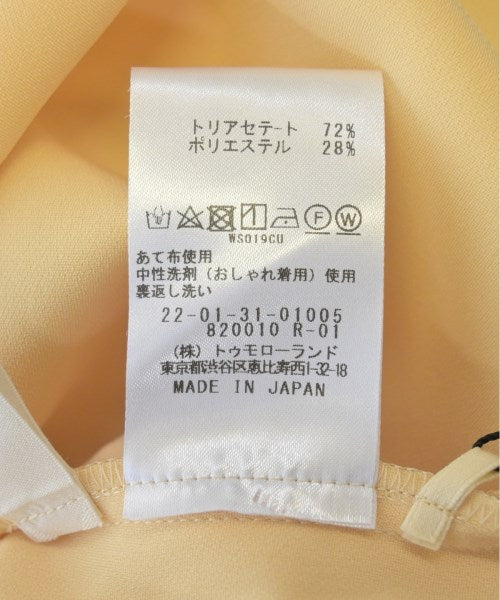 トリアセテート 72%
ポリエステル 28%
F W
WS019CU
あて布使用
中性洗剤（おしゃれ着用）使用
裏返し洗い
22-01-31-01005
820010 R-01
（株）トゥモローランド
東京都渋谷区恵比寿西1-32-18
MADE IN JAPAN